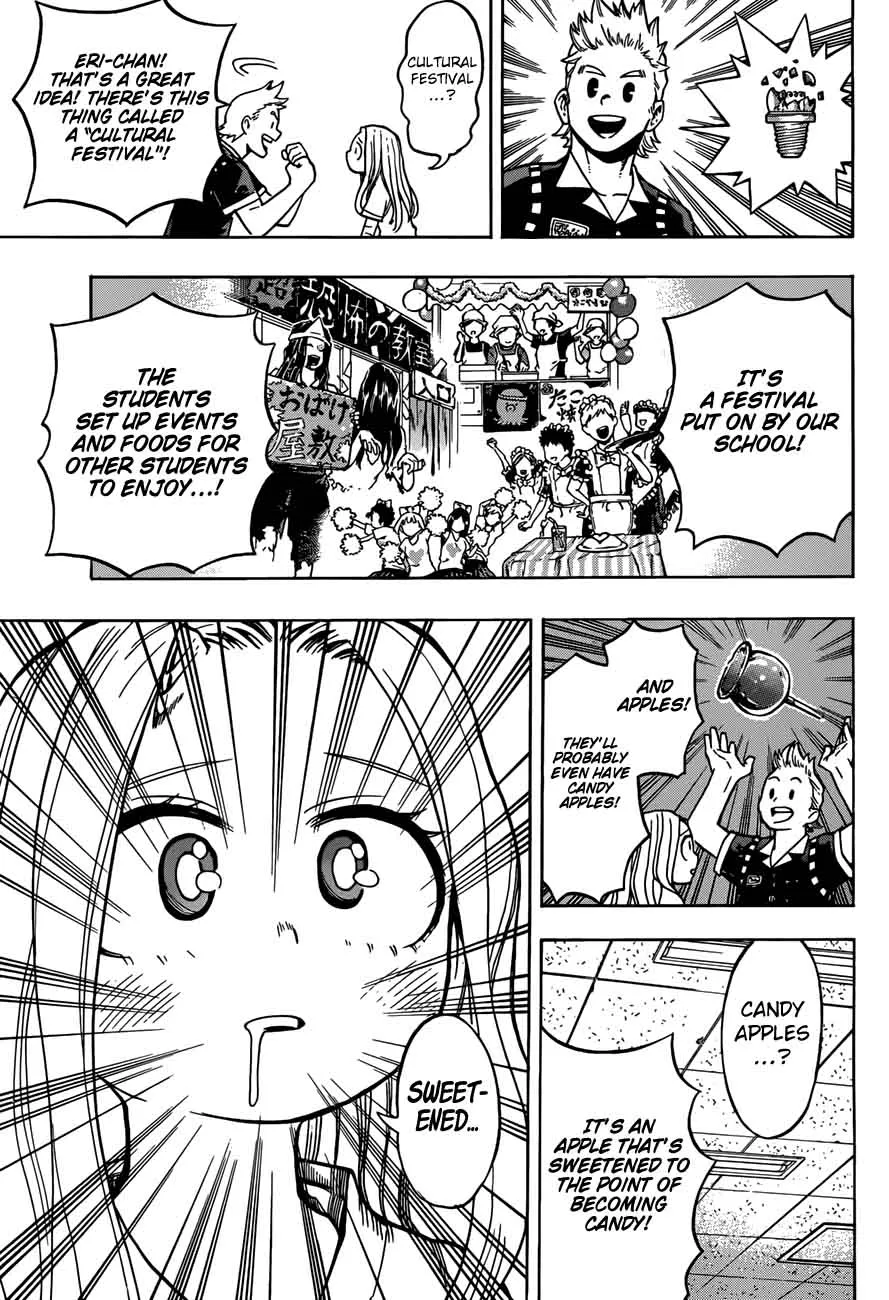 ERI-CHAN!
THAT'S A GREAT
IDEA! THERE'S THIS
THING CALLED
A "CULTURAL
FESTIVAL"!
CULTURAL
FESTIVAL
...?
IT'S
A FESTIVAL
PUT ON BY OUR
SCHOOL!
恐怖の教室
入口
おばけ
屋敷
たこ
焼
THE
STUDENTS
SET UP EVENTS
AND FOODS FOR
OTHER STUDENTS
TO ENJOY...!
AND
APPLES!
THEY'LL
PROBABLY
EVEN HAVE
CANDY
APPLES!
CANDY
APPLES
...?
IT'S AN
APPLE THAT'S
SWEETENED TO
THE POINT OF
BECOMING
CANDY!
SWEET-
ENED...